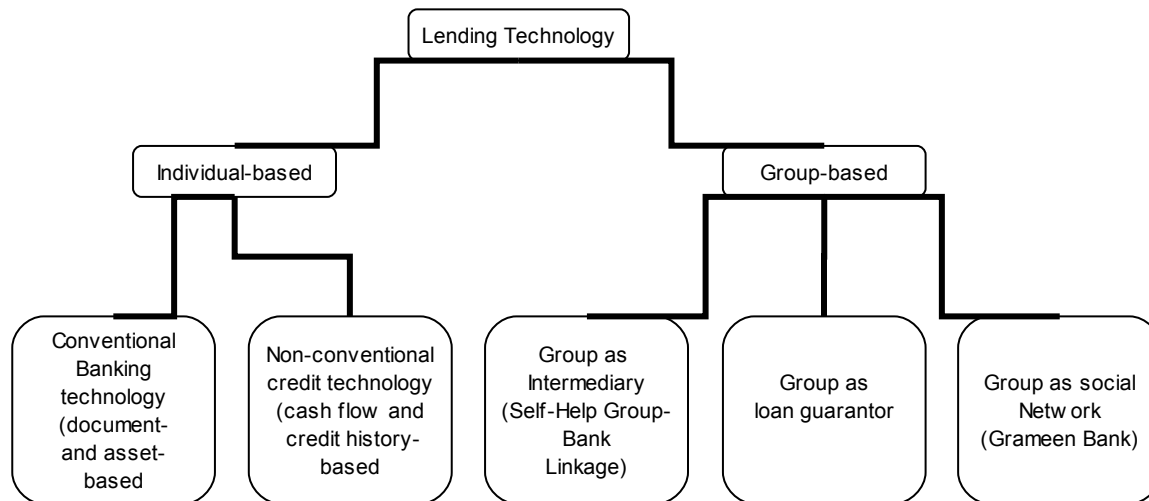 Lending Technology
Individual-based
Group-based
Conventional
Banking
technology
(document-
and asset-
based
Non-conventional
credit technology
(cash flow and
credit history-
based
Group as
Intermediary
(Self-Help Group-
Bank
Linkage)
Group as
loan guarantor
Group as social
Network
(Grameen Bank)